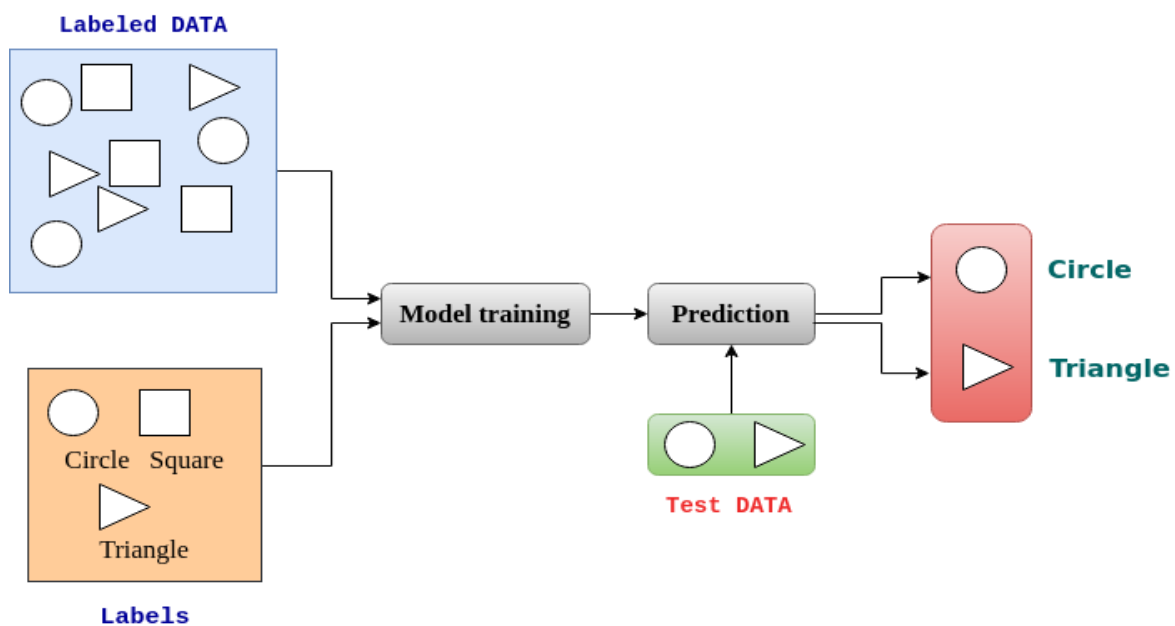 Labeled DATA
Model training
Prediction
Circle
Triangle
Circle Square
Triangle
Test DATA
Labels